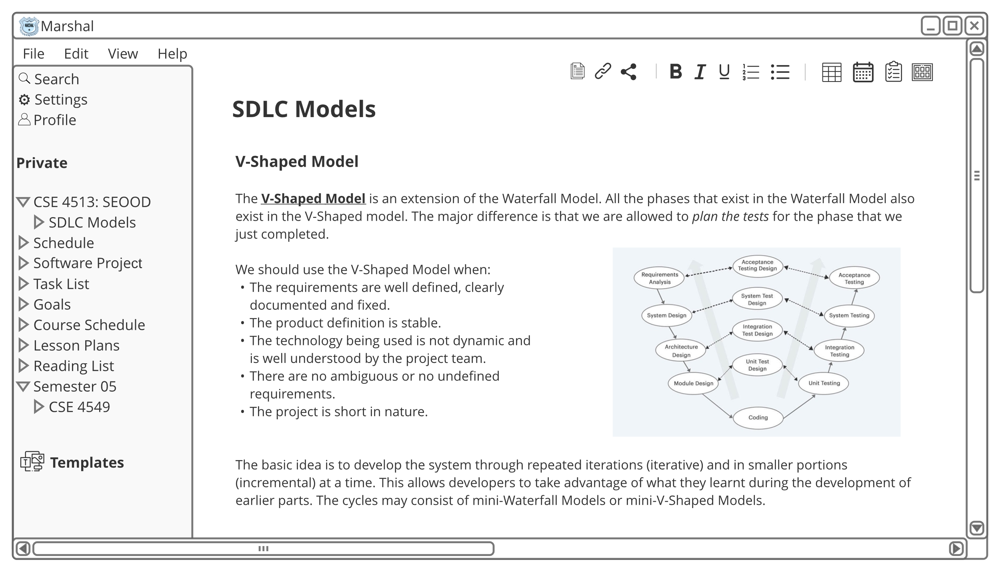 MARSHAL
Marshal
File Edit View Help
Search
Settings
Profile
Private
CSE 4513: SEOOD
SDLC Models
Schedule
Software Project
Task List
Goals
Course Schedule
Lesson Plans
Reading List
Semester 05
CSE 4549
T
Templates
B I U
1
2
3
SDLC Models
V-Shaped Model
The V-Shaped Model is an extension of the Waterfall Model. All the phases that exist in the Waterfall Model also
exist in the V-Shaped model. The major difference is that we are allowed to plan the tests for the phase that we
just completed.
We should use the V-Shaped Model when:
• The requirements are well defined, clearly
documented and fixed.
• The product definition is stable.
• The technology being used is not dynamic and
is well understood by the project team.
• There are no ambiguous or no undefined
requirements.
• The project is short in nature.
Requirements
Analysis
Acceptance
Testing Design
Acceptance
Testing
System Design
System Test
Design
System Testing
Architecture
Design
Integration
Test Design
Integration
Testing
Module Design
Unit Test
Design
Unit Testing
Coding
The basic idea is to develop the system through repeated iterations (iterative) and in smaller portions
(incremental) at a time. This allows developers to take advantage of what they learnt during the development of
earlier parts. The cycles may consist of mini-Waterfall Models or mini-V-Shaped Models.